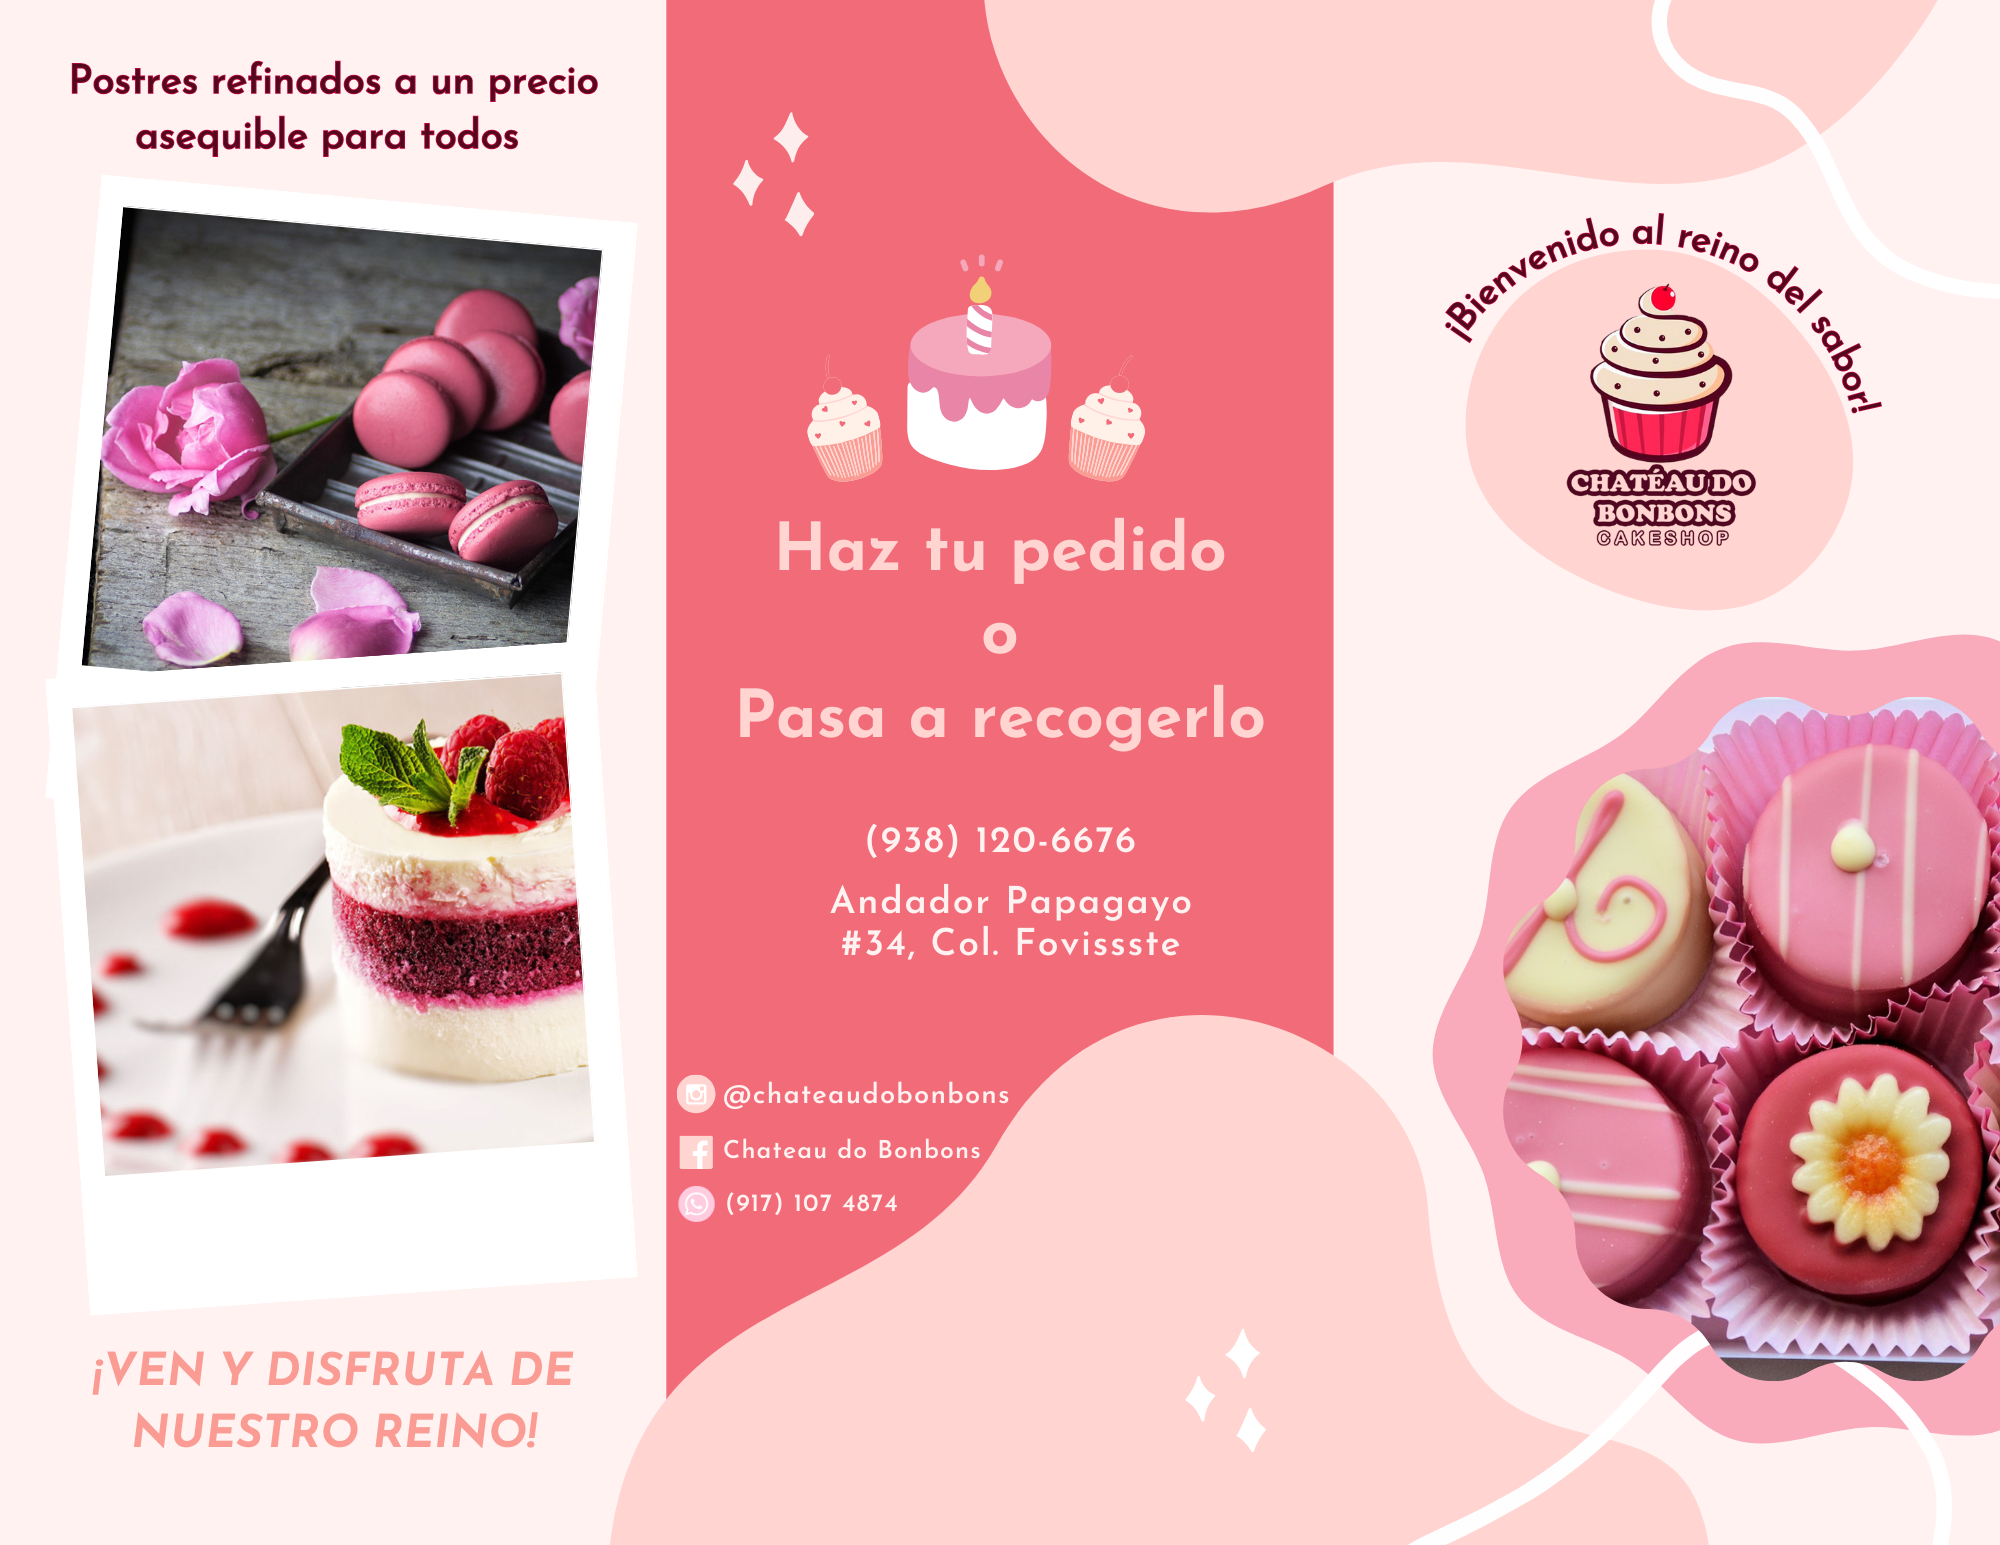 Postres refinados a un precio
asequible para todos
¡VEN Y DISFRUTA DE
NUESTRO REINO!
Haz tu pedido
o
Pasa a recogerlo
(938) 120-6676
Andador Papagayo
#34, Col. Fovissste
@chateaudobonbons
Chateau do Bonbons
(917) 107 4874
¡Bienvenido al reino del sabor!
CHATÊAU DO
BONBONS
CAKESHOP